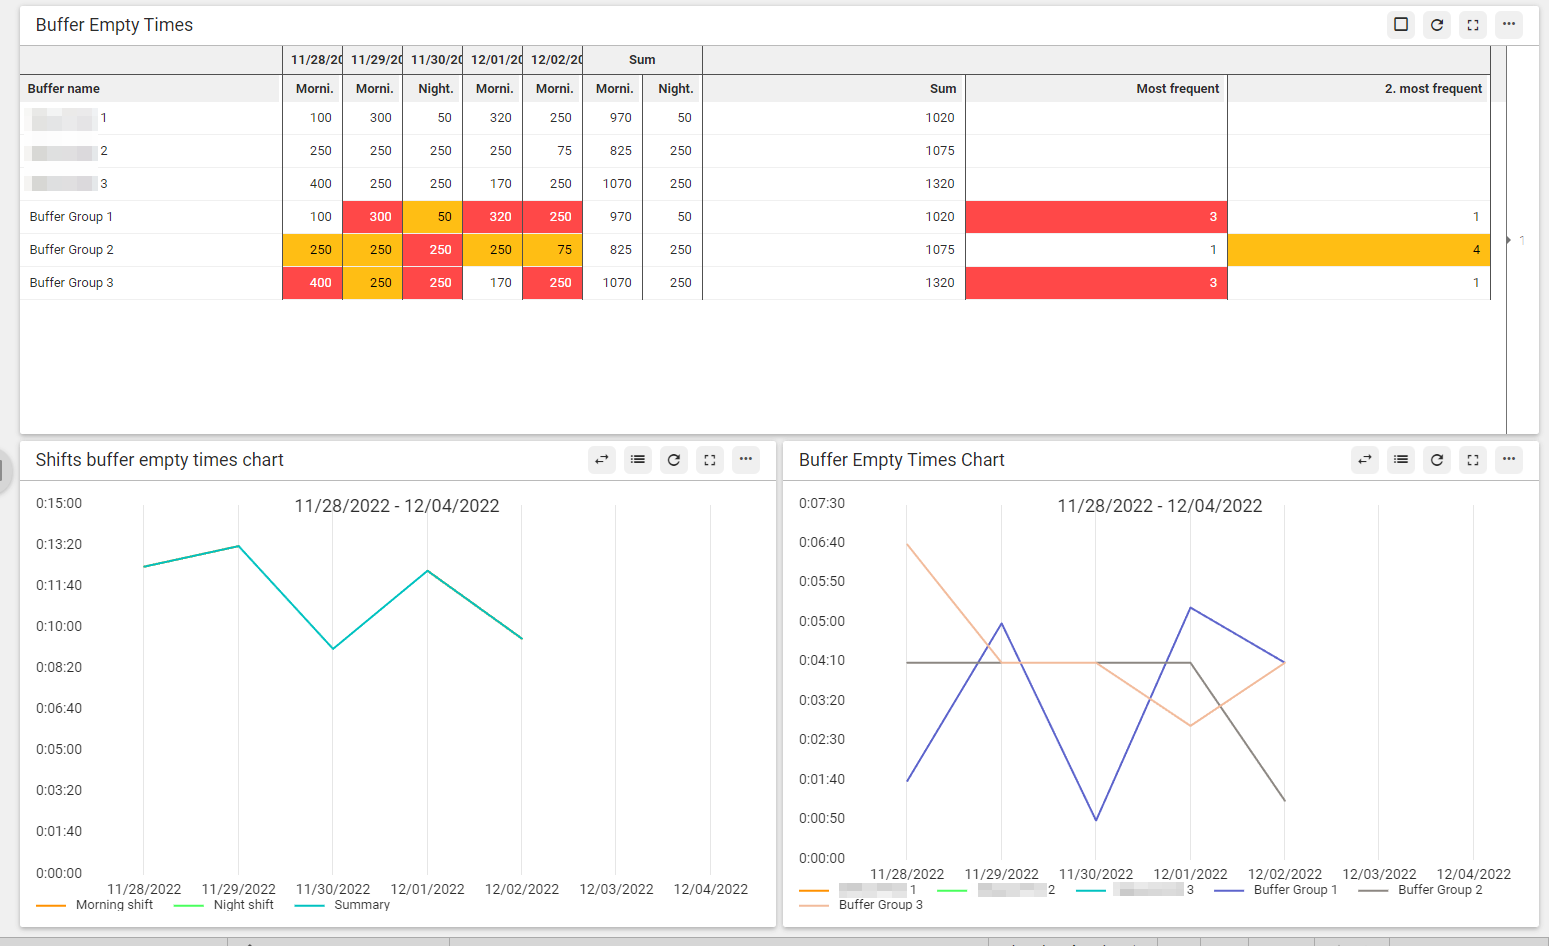 Buffer Empty Times
11/28/20 11/29/20 11/30/20 12/01/20 12/02/20 Sum
Buffer name Morni. Morni. Night. Morni. Morni. Morni. Night. Sum Most frequent 2. most frequent
1 100 300 50 320 250 970 50 1020
2 250 250 250 250 75 825 250 1075
3 400 250 250 170 250 1070 250 1320
Buffer Group 1 100 300 50 320 250 970 50 1020 3 1
Buffer Group 2 250 250 250 250 75 825 250 1075 1 4
1
Buffer Group 3 400 250 250 170 250 1070 250 1320 3 1
Shifts buffer empty times chart
11/28/2022 - 12/04/2022
0:15:00
0:13:20
0:11:40
0:10:00
0:08:20
0:06:40
0:05:00
0:03:20
0:01:40
0:00:00
11/28/2022 11/29/2022 11/30/2022 12/01/2022 12/02/2022 12/03/2022 12/04/2022
Morning shift Night shift Summary
Buffer Empty Times Chart
11/28/2022 - 12/04/2022
0:07:30
0:06:40
0:05:50
0:05:00
0:04:10
0:03:20
0:02:30
0:01:40
0:00:50
0:00:00
11/28/2022 11/29/2022 11/30/2022 12/01/2022 12/02/2022 12/03/2022 12/04/2022
1 2 3 Buffer Group 1 Buffer Group 2
Buffer Group 3